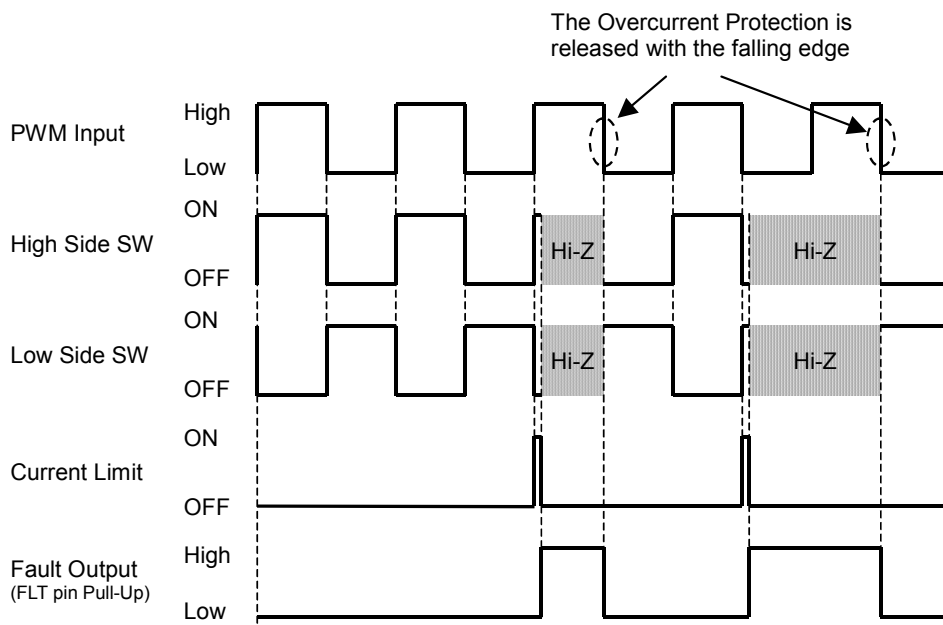 The Overcurrent Protection is
released with the falling edge
High
PWM Input
Low
ON
High Side SW
Hi-Z
Hi-Z
OFF
ON
Low Side SW
Hi-Z
Hi-Z
OFF
ON
Current Limit
OFF
High
Fault Output
(FLT pin Pull-Up)
Low